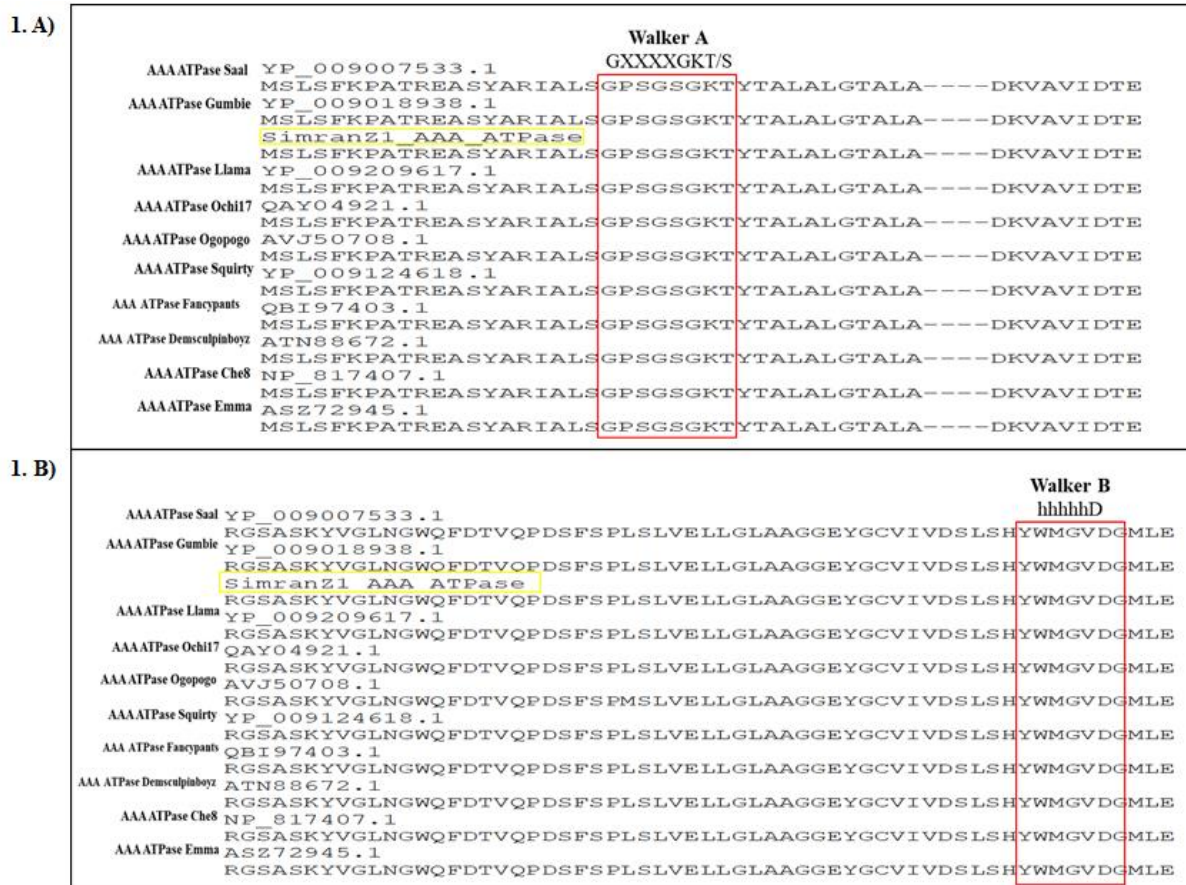 1. A)
Walker A
GXXXXGKT/S
AAA ATPase Saal YP_009007533.1
MSLSFKPATREASYARIALSGPSGSGKTYTALALGTALA----DKVAVIDTE
AAA ATPase Gumbie YP_009018938.1
MSLSFKPATREASYARIALSGPSGSGKTYTALALGTALA----DKVAVIDTE
SimranZ1_AAA_ATPase
MSLSFKPATREASYARIALSGPSGSGKTYTALALGTALA----DKVAVIDTE
AAA ATPase Llama YP_009209617.1
MSLSFKPATREASYARIALSGPSGSGKTYTALALGTALA----DKVAVIDTE
AAA ATPase Ochi17 QAY04921.1
MSLSFKPATREASYARIALSGPSGSGKTYTALALGTALA----DKVAVIDTE
AAA ATPase Ogopogo AVJ50708.1
MSLSFKPATREASYARIALSGPSGSGKTYTALALGTALA----DKVAVIDTE
AAA ATPase Squirty YP_009124618.1
MSLSFKPATREASYARIALSGPSGSGKTYTALALGTALA----DKVAVIDTE
AAA ATPase Fancypants QBI97403.1
MSLSFKPATREASYARIALSGPSGSGKTYTALALGTALA----DKVAVIDTE
AAA ATPase Demsculpinboyz ATN88672.1
MSLSFKPATREASYARIALSGPSGSGKTYTALALGTALA----DKVAVIDTE
AAA ATPase Che8 NP_817407.1
MSLSFKPATREASYARIALSGPSGSGKTYTALALGTALA----DKVAVIDTE
AAA ATPase Emma ASZ72945.1
MSLSFKPATREASYARIALSGPSGSGKTYTALALGTALA----DKVAVIDTE
1. B)
Walker B
hhhhhD
AAA ATPase Saal YP_009007533.1
RGSASKYVGLNGWQFDTVQPDSFSPLSLVELLGLAAGGEYGCVIVDSLSHYWMGVDGMLE
AAA ATPase Gumbie YP_009018938.1
RGSASKYVGLNGWQFDTVQPDSFSPLSLVELLGLAAGGEYGCVIVDSLSHYWMGVDGMLE
SimranZ1 AAA ATPase
RGSASKYVGLNGWQFDTVQPDSFSPLSLVELLGLAAGGEYGCVIVDSLSHYWMGVDGMLE
AAA ATPase Llama YP_009209617.1
RGSASKYVGLNGWQFDTVQPDSFSPLSLVELLGLAAGGEYGCVIVDSLSHYWMGVDGMLE
AAA ATPase Ochi17 QAY04921.1
RGSASKYVGLNGWQFDTVQPDSFSPLSLVELLGLAAGGEYGCVIVDSLSHYWMGVDGMLE
AAA ATPase Ogopogo AVJ50708.1
RGSASKYVGLNGWQFDTVQPDSFSPMSLVELLGLAAGGEYGCVIVDSLSHYWMGVDGMLE
AAA ATPase Squirty YP_009124618.1
RGSASKYVGLNGWQFDTVQPDSFSPLSLVELLGLAAGGEYGCVIVDSLSHYWMGVDGMLE
AAA ATPase Fancypants QBI97403.1
RGSASKYVGLNGWQFDTVQPDSFSPLSLVELLGLAAGGEYGCVIVDSLSHYWMGVDGMLE
AAA ATPase Demsculpinboyz ATN88672.1
RGSASKYVGLNGWQFDTVQPDSFSPLSLVELLGLAAGGEYGCVIVDSLSHYWMGVDGMLE
AAA ATPase Che8 NP_817407.1
RGSASKYVGLNGWQFDTVQPDSFSPLSLVELLGLAAGGEYGCVIVDSLSHYWMGVDGMLE
AAA ATPase Emma ASZ72945.1
RGSASKYVGLNGWQFDTVQPDSFSPLSLVELLGLAAGGEYGCVIVDSLSHYWMGVDGMLE